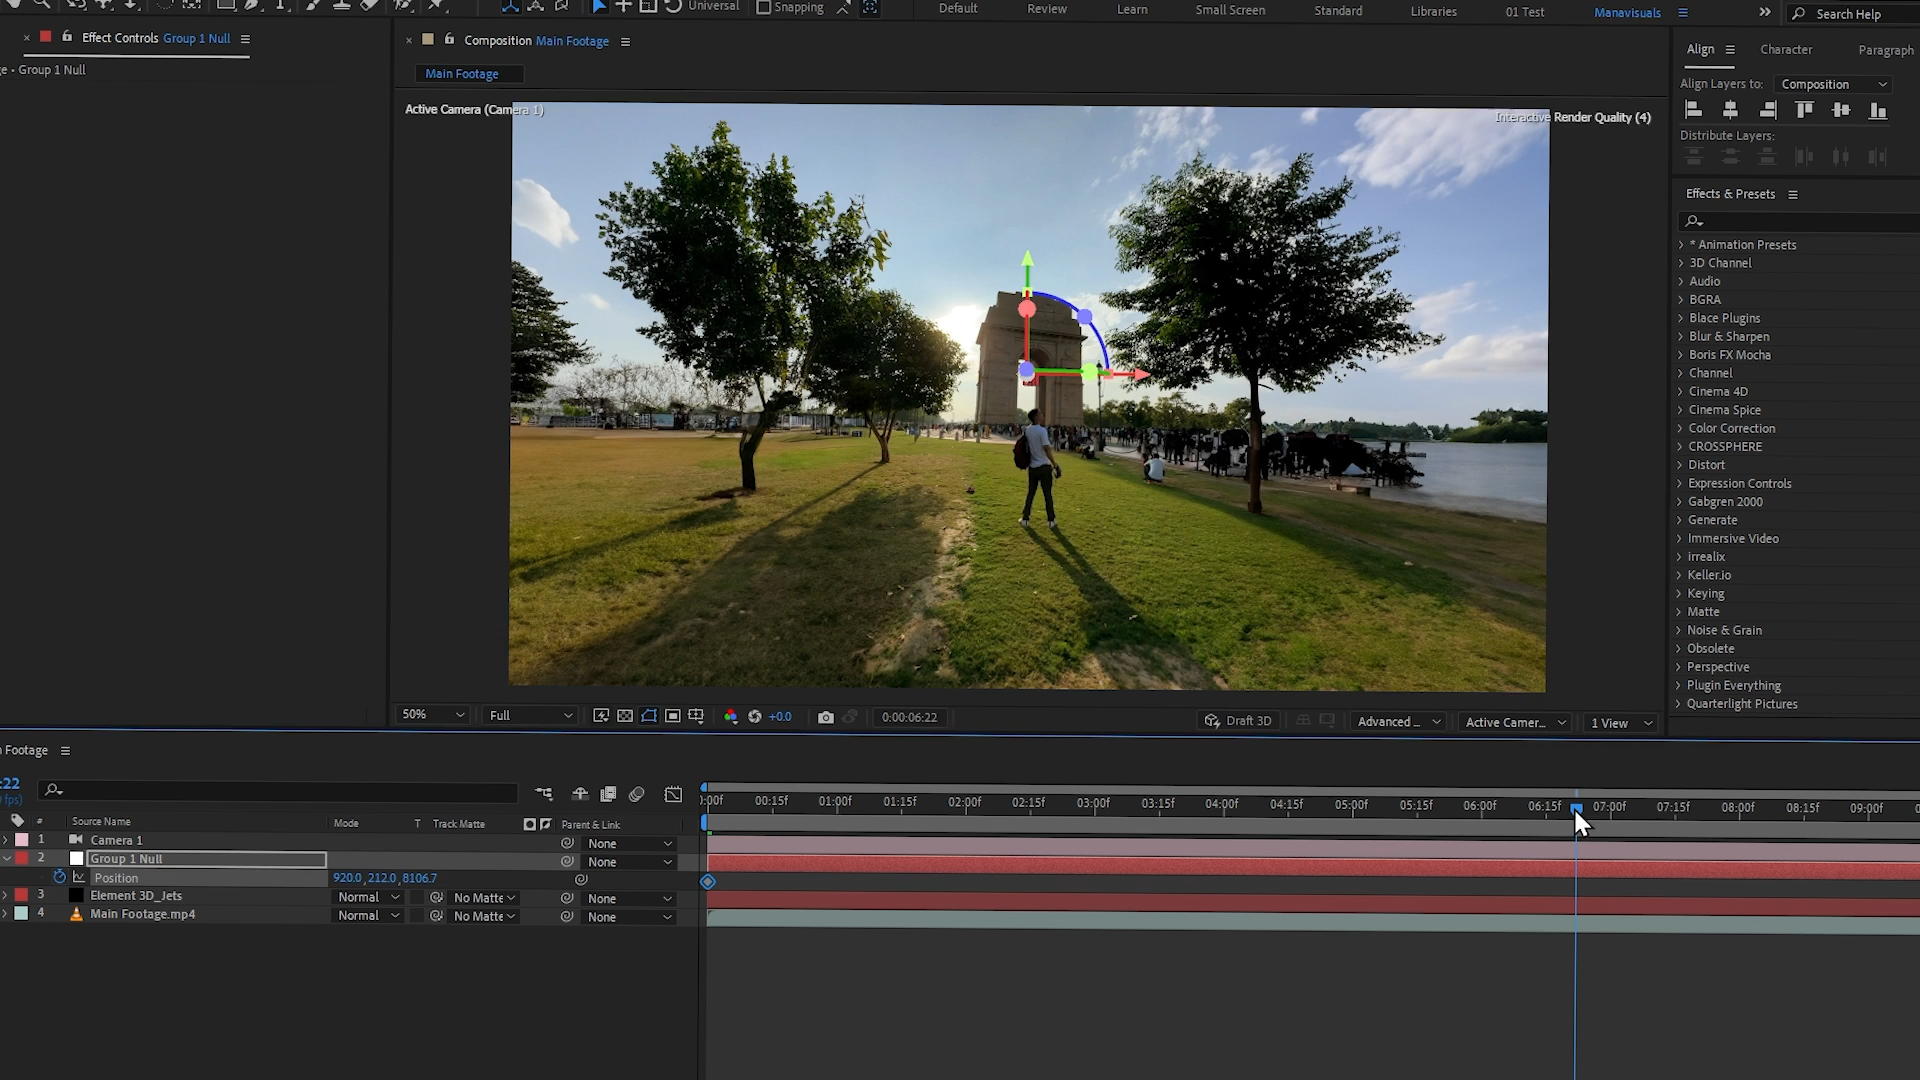 Universal
Snapping
Default
Review
Learn
Small Screen
Standard
Libraries
01 Test
Manavisuals
Search Help
Effect Controls Group 1 Null
e • Group 1 Null
Composition Main Footage
Main Footage
Active Camera (Camera 1)
Interactive Render Quality (4)
Align
Character
Paragraph
Align Layers to:
Composition
Distribute Layers:
Effects & Presets
* Animation Presets
3D Channel
Audio
BGRA
Blace Plugins
Blur & Sharpen
Boris FX Mocha
Channel
Cinema 4D
Cinema Spice
Color Correction
CROSSPHERE
Distort
Expression Controls
Gabgren 2000
Generate
Immersive Video
irrealix
Keller.io
Keying
Matte
Noise & Grain
Obsolete
Perspective
Plugin Everything
Quarterlight Pictures
50%
Full
+0.0
0:00:06:22
Draft 3D
Advanced ...
Active Camer...
1 View
n Footage
:22
fps)
# Source Name
Mode
T Track Matte
Parent & Link
:00f 00:15f 01:00f 01:15f 02:00f 02:15f 03:00f 03:15f 04:00f 04:15f 05:00f 05:15f 06:00f 06:15f 07:00f 07:15f 08:00f 08:15f 09:00f
1 Camera 1 None
2 Group 1 Null None
Position 920.0,212.0,8106.7
3 Element 3D_Jets Normal No Matte None
4 Main Footage.mp4 Normal No Matte None